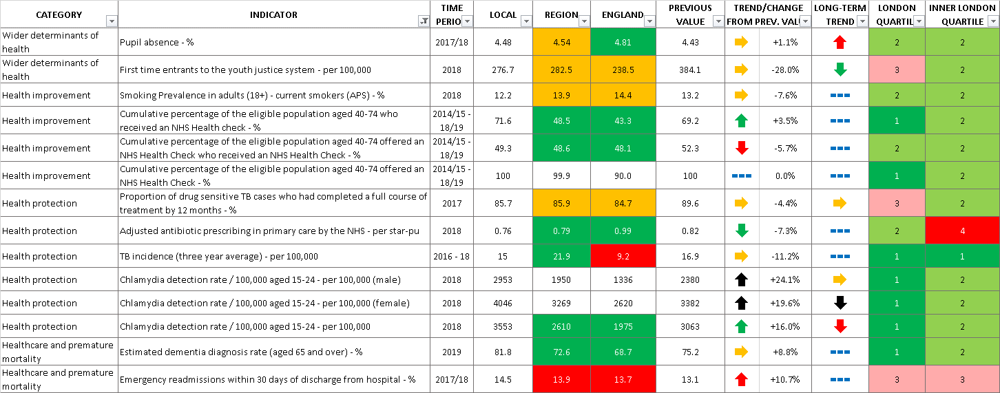 CATEGORY INDICATOR TIME PERIO LOCAL REGION ENGLAND PREVIOUS VALUE TREND/CHANGE FROM PREV. VALU LONG-TERM TREND LONDON QUARTIL INNER LONDON QUARTILE
Wider determinants of health Pupil absence - % 2017/18 4.48 4.54 4.81 4.43 +1.1% 2 2
Wider determinants of health First time entrants to the youth justice system - per 100,000 2018 276.7 282.5 238.5 384.1 -28.0% 3 2
Health improvement Smoking Prevalence in adults (18+) - current smokers (APS) - % 2018 12.2 13.9 14.4 13.2 -7.6% 2 2
Health improvement Cumulative percentage of the eligible population aged 40-74 who received an NHS Health check - % 2014/15 - 18/19 71.6 48.5 43.3 69.2 +3.5% 1 2
Health improvement Cumulative percentage of the eligible population aged 40-74 offered an NHS Health Check who received an NHS Health Check - % 2014/15 - 18/19 49.3 48.6 48.1 52.3 -5.7% 2 2
Health improvement Cumulative percentage of the eligible population aged 40-74 offered an NHS Health Check - % 2014/15 - 18/19 100 99.9 90.0 100 0.0% 1 2
Health protection Proportion of drug sensitive TB cases who had completed a full course of treatment by 12 months - % 2017 85.7 85.9 84.7 89.6 -4.4% 3 2
Health protection Adjusted antibiotic prescribing in primary care by the NHS - per star-pu 2018 0.76 0.79 0.99 0.82 -7.3% 2 4
Health protection TB incidence (three year average) - per 100,000 2016 - 18 15 21.9 9.2 16.9 -11.2% 1 1
Health protection Chlamydia detection rate / 100,000 aged 15-24 - per 100,000 (male) 2018 2953 1950 1336 2380 +24.1% 1 2
Health protection Chlamydia detection rate / 100,000 aged 15-24 - per 100,000 (female) 2018 4046 3269 2620 3382 +19.6% 1 2
Health protection Chlamydia detection rate / 100,000 aged 15-24 - per 100,000 2018 3553 2610 1975 3063 +16.0% 1 2
Healthcare and premature mortality Estimated dementia diagnosis rate (aged 65 and over) - % 2019 81.8 72.6 68.7 75.2 +8.8% 1 2
Healthcare and premature mortality Emergency readmissions within 30 days of discharge from hospital - % 2017/18 14.5 13.9 13.7 13.1 +10.7% 3 3